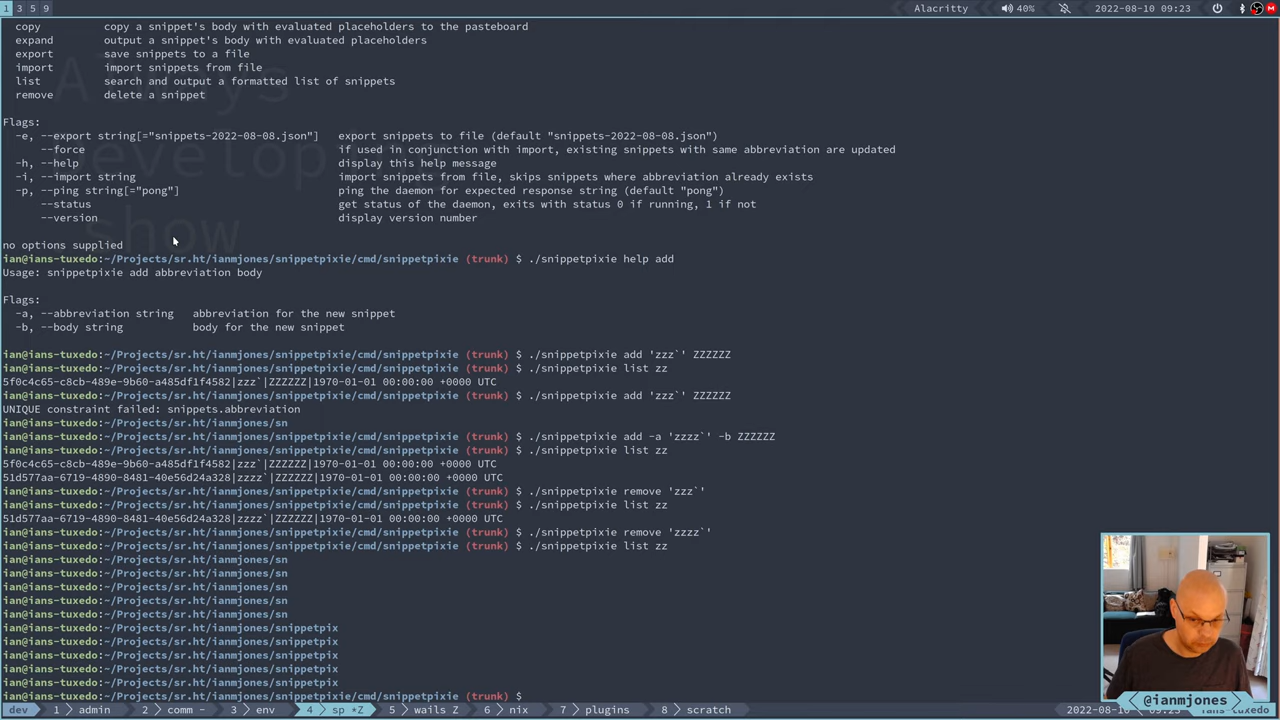 1 3 5 9
Alacritty 40% 2022-08-10 09:23
copy copy a snippet's body with evaluated placeholders to the pasteboard
expand output a snippet's body with evaluated placeholders
export save snippets to a file
import import snippets from file
list search and output a formatted list of snippets
remove delete a snippet
Always
develop
show
Flags:
-e, --export string[="snippets-2022-08-08.json"] export snippets to file (default "snippets-2022-08-08.json")
--force if used in conjunction with import, existing snippets with same abbreviation are updated
-h, --help display this help message
-i, --import string import snippets from file, skips snippets where abbreviation already exists
-p, --ping string[="pong"] ping the daemon for expected response string (default "pong")
--status get status of the daemon, exits with status 0 if running, 1 if not
--version display version number
no options supplied
ian@ians-tuxedo:~/Projects/sr.ht/ianmjones/snippetpixie/cmd/snippetpixie (trunk) $ ./snippetpixie help add
Usage: snippetpixie add abbreviation body
Flags:
-a, --abbreviation string abbreviation for the new snippet
-b, --body string body for the new snippet
ian@ians-tuxedo:~/Projects/sr.ht/ianmjones/snippetpixie/cmd/snippetpixie (trunk) $ ./snippetpixie add 'zzz`' ZZZZZZ
ian@ians-tuxedo:~/Projects/sr.ht/ianmjones/snippetpixie/cmd/snippetpixie (trunk) $ ./snippetpixie list zz
5f0c4c65-c8cb-489e-9b60-a485df1f4582|zzz`|ZZZZZZ|1970-01-01 00:00:00 +0000 UTC
ian@ians-tuxedo:~/Projects/sr.ht/ianmjones/snippetpixie/cmd/snippetpixie (trunk) $ ./snippetpixie add 'zzz`' ZZZZZZ
UNIQUE constraint failed: snippets.abbreviation
ian@ians-tuxedo:~/Projects/sr.ht/ianmjones/sn
ian@ians-tuxedo:~/Projects/sr.ht/ianmjones/snippetpixie/cmd/snippetpixie (trunk) $ ./snippetpixie add -a 'zzzz`' -b ZZZZZZ
ian@ians-tuxedo:~/Projects/sr.ht/ianmjones/snippetpixie/cmd/snippetpixie (trunk) $ ./snippetpixie list zz
5f0c4c65-c8cb-489e-9b60-a485df1f4582|zzz`|ZZZZZZ|1970-01-01 00:00:00 +0000 UTC
51d577aa-6719-4890-8481-40e56d24a328|zzzz`|ZZZZZZ|1970-01-01 00:00:00 +0000 UTC
ian@ians-tuxedo:~/Projects/sr.ht/ianmjones/snippetpixie/cmd/snippetpixie (trunk) $ ./snippetpixie remove 'zzz`'
ian@ians-tuxedo:~/Projects/sr.ht/ianmjones/snippetpixie/cmd/snippetpixie (trunk) $ ./snippetpixie list zz
51d577aa-6719-4890-8481-40e56d24a328|zzzz`|ZZZZZZ|1970-01-01 00:00:00 +0000 UTC
ian@ians-tuxedo:~/Projects/sr.ht/ianmjones/snippetpixie/cmd/snippetpixie (trunk) $ ./snippetpixie remove 'zzzz`'
ian@ians-tuxedo:~/Projects/sr.ht/ianmjones/snippetpixie/cmd/snippetpixie (trunk) $ ./snippetpixie list zz
ian@ians-tuxedo:~/Projects/sr.ht/ianmjones/sn
ian@ians-tuxedo:~/Projects/sr.ht/ianmjones/sn
ian@ians-tuxedo:~/Projects/sr.ht/ianmjones/sn
ian@ians-tuxedo:~/Projects/sr.ht/ianmjones/sn
ian@ians-tuxedo:~/Projects/sr.ht/ianmjones/sn
ian@ians-tuxedo:~/Projects/sr.ht/ianmjones/snippetpix
ian@ians-tuxedo:~/Projects/sr.ht/ianmjones/snippetpix
ian@ians-tuxedo:~/Projects/sr.ht/ianmjones/snippetpix
ian@ians-tuxedo:~/Projects/sr.ht/ianmjones/snippetpix
ian@ians-tuxedo:~/Projects/sr.ht/ianmjones/snippetpix
ian@ians-tuxedo:~/Projects/sr.ht/ianmjones/snippetpixie/cmd/snippetpixie (trunk) $
@ianmjones
dev 1 admin 2 comm - 3 env 4 sp *Z 5 wails Z 6 nix 7 plugins 8 scratch